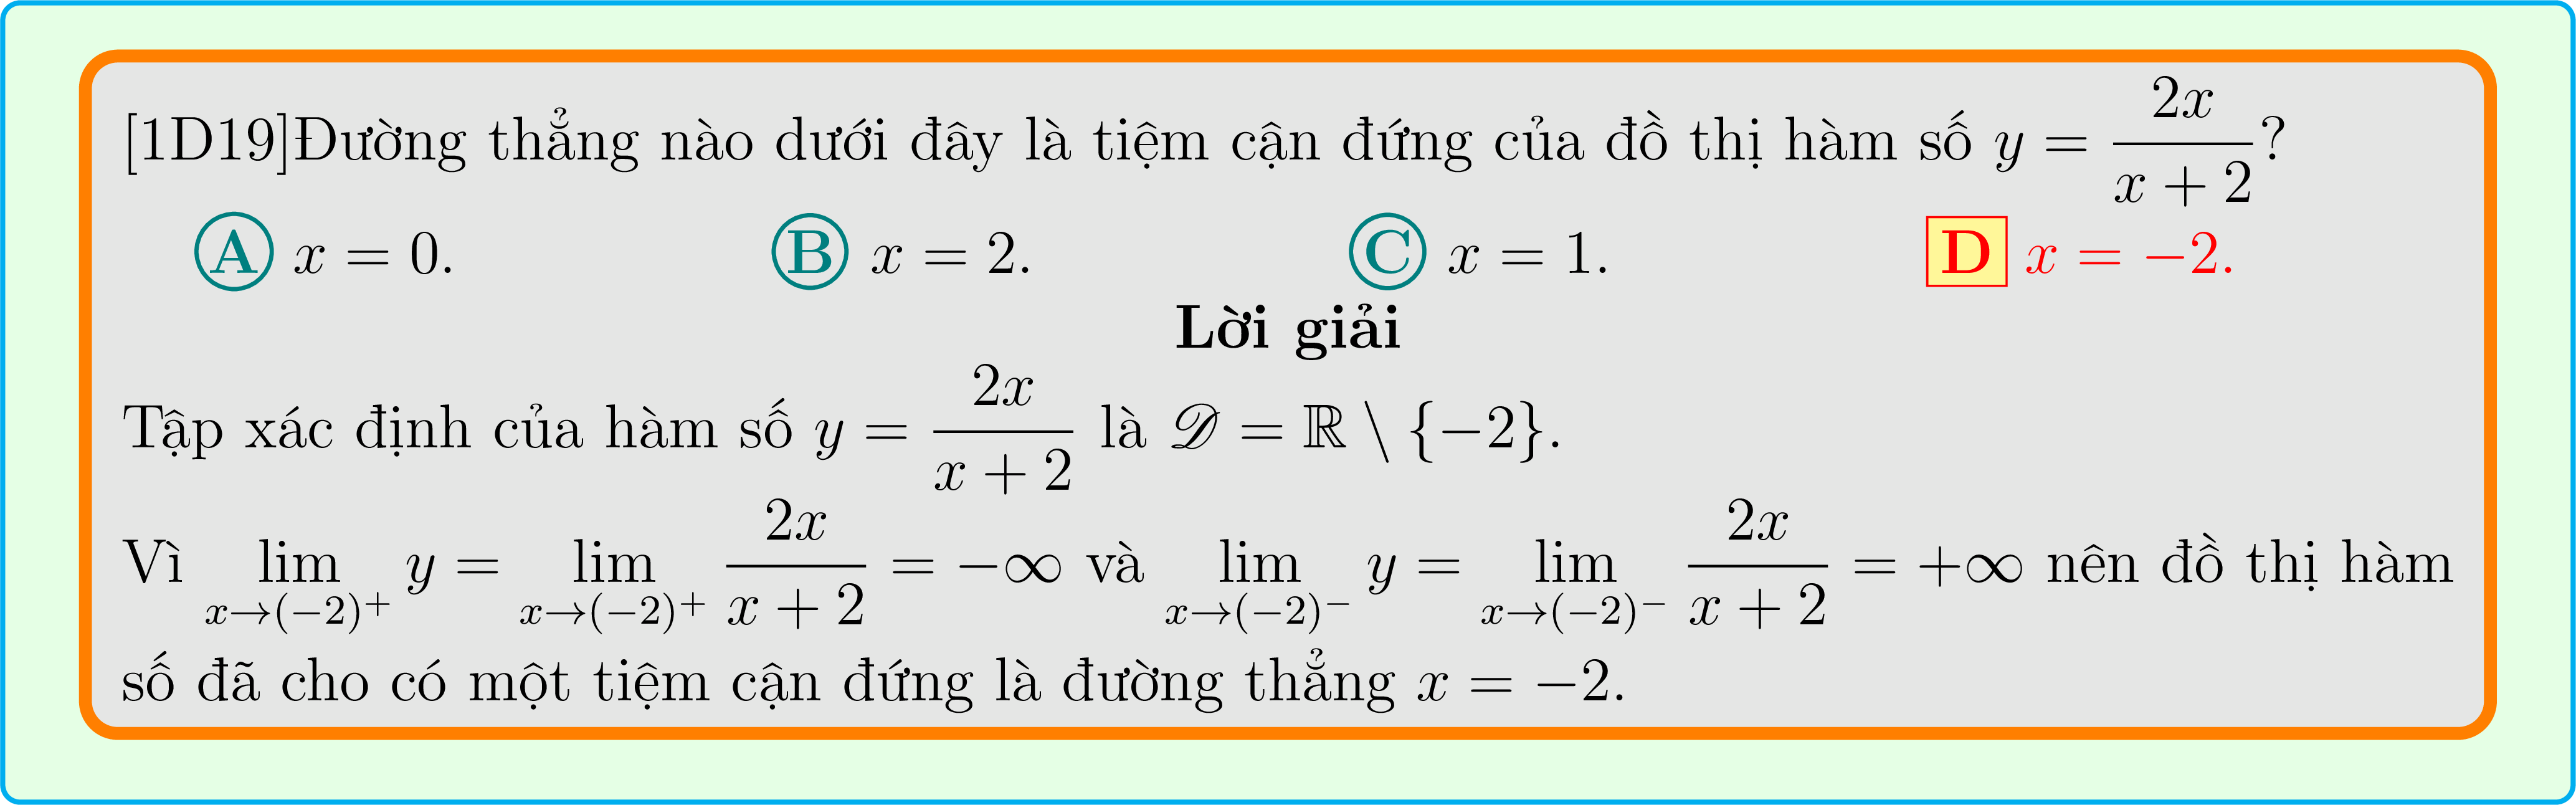 [1D19]Đường thẳng nào dưới đây là tiệm cận đứng của đồ thị hàm số $y = \dfrac{2x}{x+2}$?
A x = 0. B x = 2. C x = 1. D x = −2.
Lời giải
Tập xác định của hàm số $y = \dfrac{2x}{x+2}$ là $\mathscr{D} = \mathbb{R} \setminus \{-2\}$.
Vì $\lim\limits_{x \to (-2)^+} y = \lim\limits_{x \to (-2)^+} \dfrac{2x}{x+2} = -\infty$ và $\lim\limits_{x \to (-2)^-} y = \lim\limits_{x \to (-2)^-} \dfrac{2x}{x+2} = +\infty$ nên đồ thị hàm
số đã cho có một tiệm cận đứng là đường thẳng x = −2.